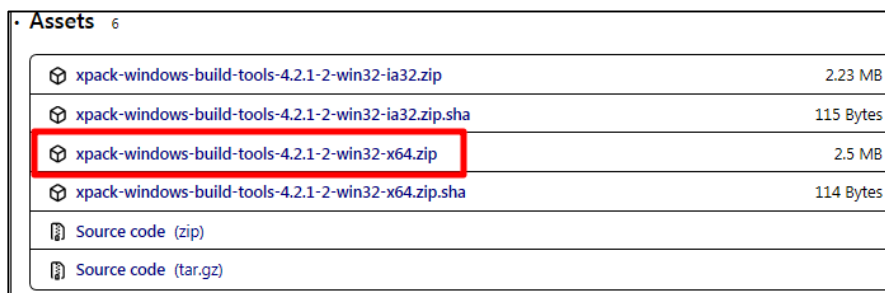 Assets 6
xpack-windows-build-tools-4.2.1-2-win32-ia32.zip 2.23 MB
xpack-windows-build-tools-4.2.1-2-win32-ia32.zip.sha 115 Bytes
xpack-windows-build-tools-4.2.1-2-win32-x64.zip 2.5 MB
xpack-windows-build-tools-4.2.1-2-win32-x64.zip.sha 114 Bytes
Source code (zip)
Source code (tar.gz)